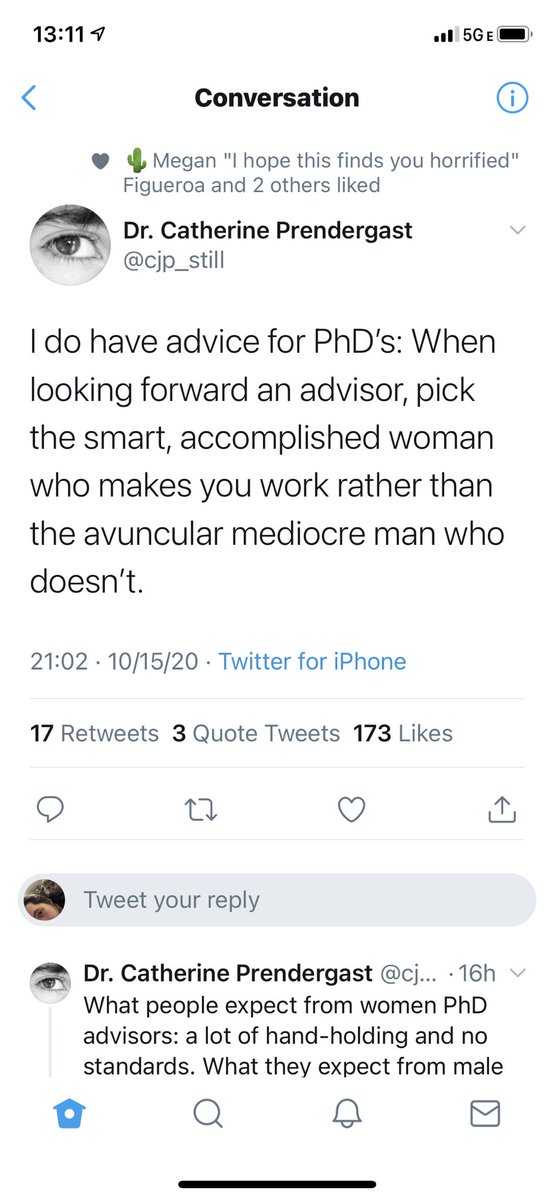 13:11
5GE
Conversation
🌵 Megan "I hope this finds you horrified"
Figueroa and 2 others liked
Dr. Catherine Prendergast
@cjp_still
I do have advice for PhD’s: When
looking forward an advisor, pick
the smart, accomplished woman
who makes you work rather than
the avuncular mediocre man who
doesn’t.
21:02 · 10/15/20 · Twitter for iPhone
17 Retweets 3 Quote Tweets 173 Likes
Tweet your reply
Dr. Catherine Prendergast @cj... · 16h
What people expect from women PhD
advisors: a lot of hand-holding and no
standards. What they expect from male